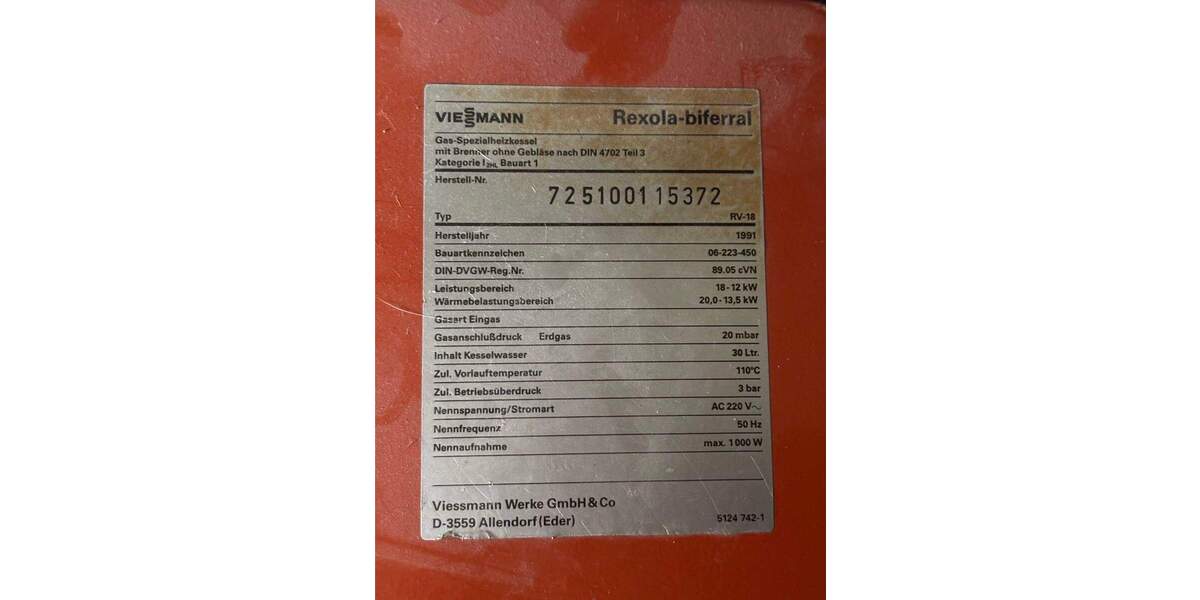 VIESSMANN Rexola-biferral
Gas-Spezialheizkessel
mit Brenner ohne Gebläse nach DIN 4702 Teil 3
Kategorie I2HL Bauart 1
Herstell-Nr.
7251001 15372
Typ RV-18
Herstelljahr 1991
Bauartkennzeichen 06-223-450
DIN-DVGW-Reg.Nr. 89.05 cVN
Leistungsbereich 18-12 kW
Wärmebelastungsbereich 20,0-13,5 kW
Gasart Eingas
Gasanschlußdruck Erdgas 20 mbar
Inhalt Kesselwasser 30 Ltr.
Zul. Vorlauftemperatur 110°C
Zul. Betriebsüberdruck 3 bar
Nennspannung/Stromart AC 220 V~
Nennfrequenz 50 Hz
Nennaufnahme max. 1000 W
Viessmann Werke GmbH & Co
D-3559 Allendorf (Eder) 5124 742-1